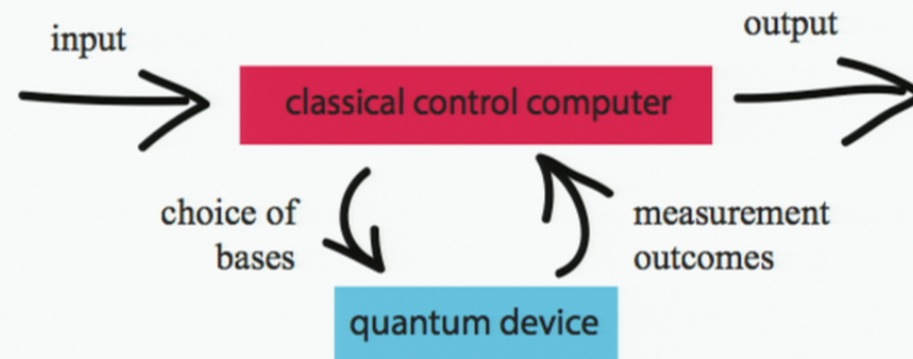 input
output
classical control computer
choice of
bases
measurement
outcomes
quantum device